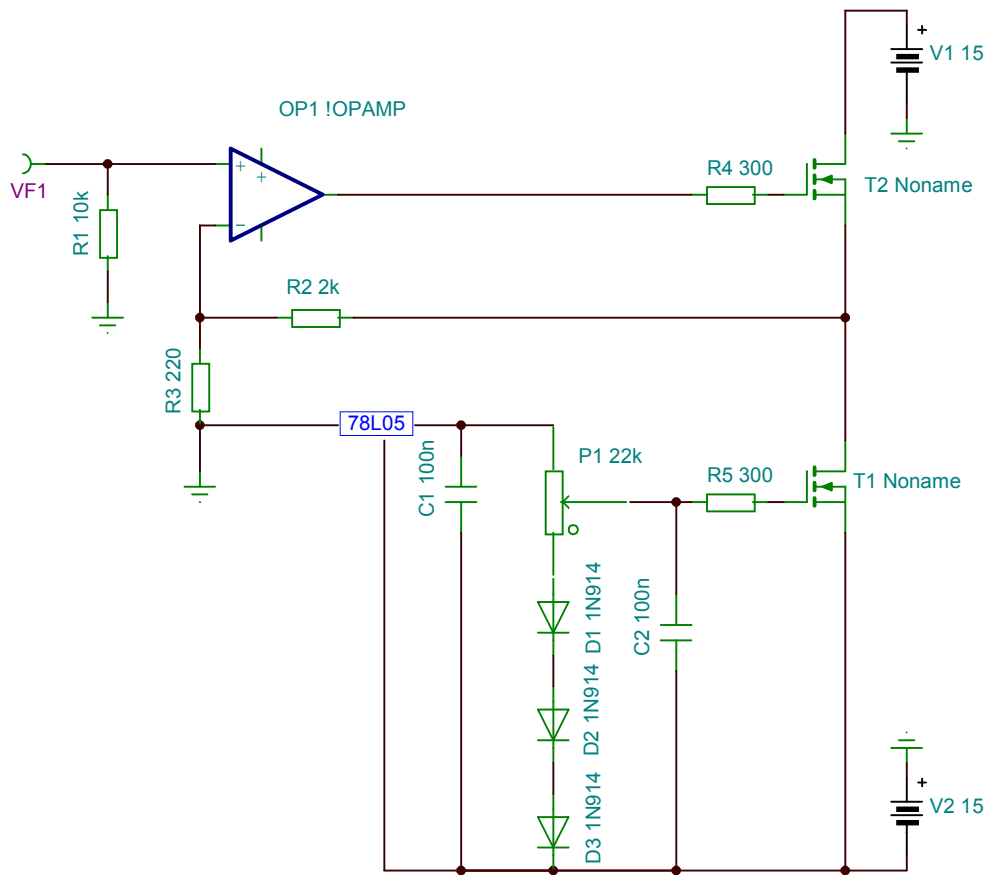 V1 15
OP1 !OPAMP
+
+
+
−
VF1
R1 10k
R4 300
T2 Noname
R2 2k
R3 220
78L05
C1 100n
P1 22k
R5 300
T1 Noname
D1 1N914
C2 100n
D2 1N914
D3 1N914
+
V2 15